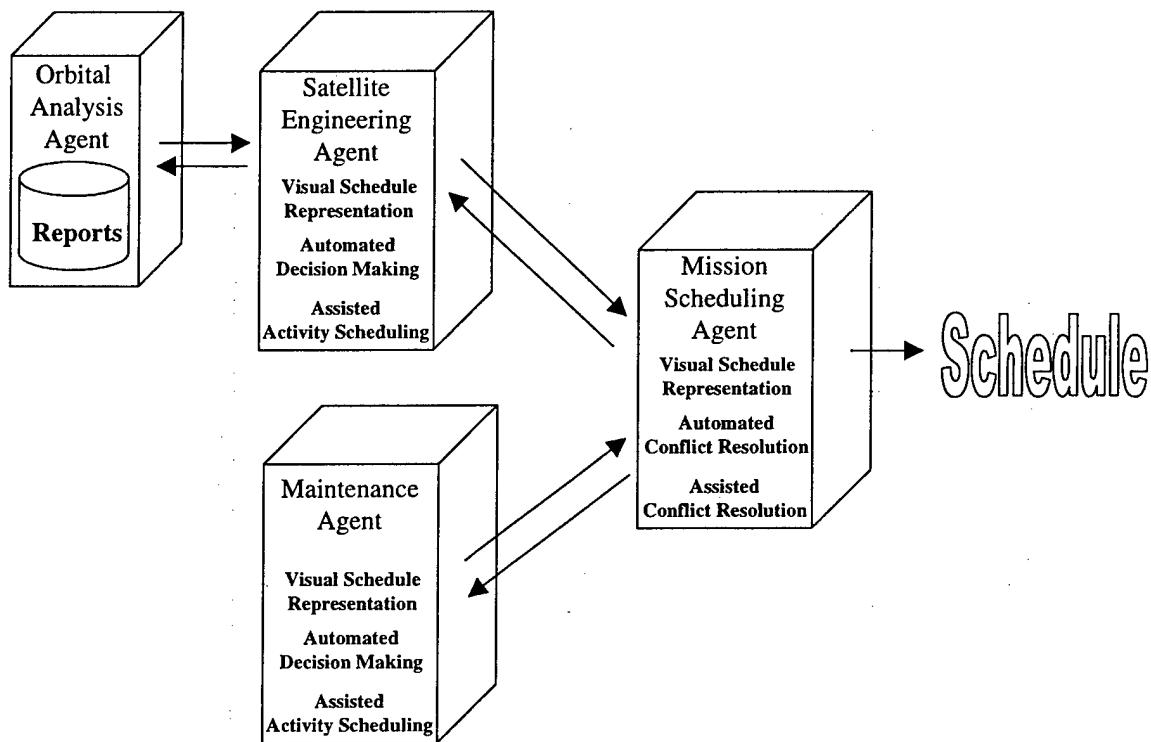 Orbital
Analysis
Agent
Reports
Satellite
Engineering
Agent
Visual Schedule
Representation
Automated
Decision Making
Assisted
Activity Scheduling
Maintenance
Agent
Visual Schedule
Representation
Automated
Decision Making
Assisted
Activity Scheduling
Mission
Scheduling
Agent
Visual Schedule
Representation
Automated
Conflict Resolution
Assisted
Conflict Resolution
Schedule